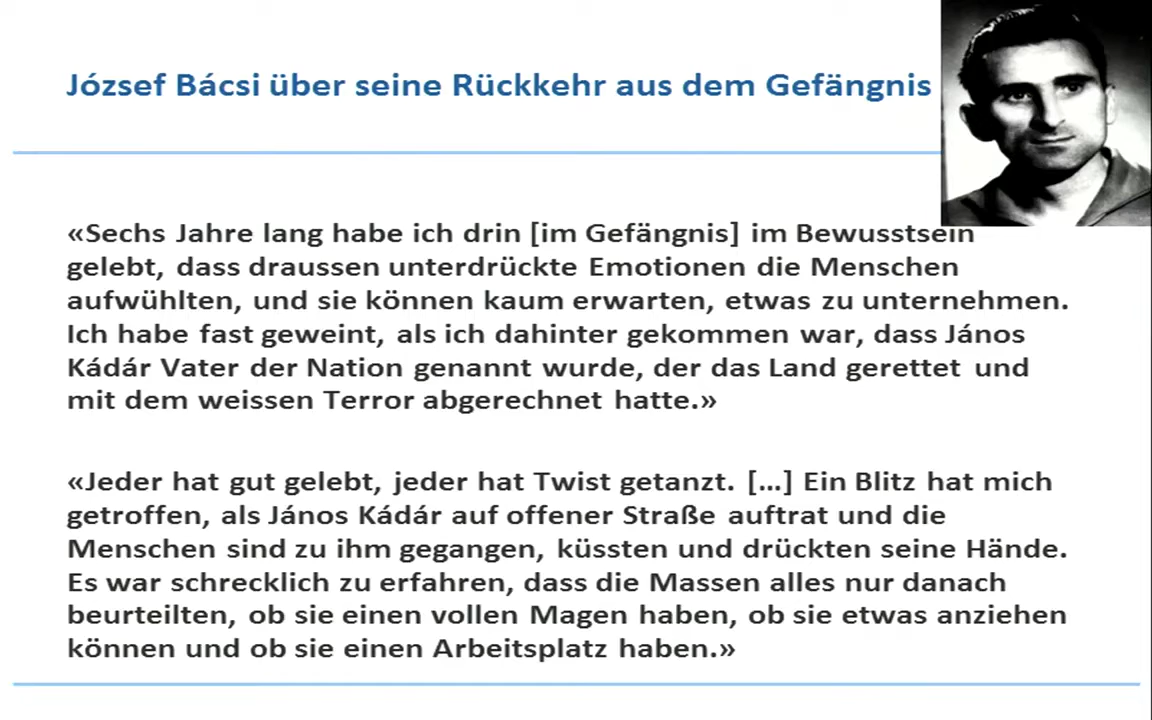 József Bácsi über seine Rückkehr aus dem Gefängnis
«Sechs Jahre lang habe ich drin [im Gefängnis] im Bewusstsein
gelebt, dass draussen unterdrückte Emotionen die Menschen
aufwühlten, und sie können kaum erwarten, etwas zu unternehmen.
Ich habe fast geweint, als ich dahinter gekommen war, dass János
Kádár Vater der Nation genannt wurde, der das Land gerettet und
mit dem weissen Terror abgerechnet hatte.»
«Jeder hat gut gelebt, jeder hat Twist getanzt. [...] Ein Blitz hat mich
getroffen, als János Kádár auf offener Straße auftrat und die
Menschen sind zu ihm gegangen, küssten und drückten seine Hände.
Es war schrecklich zu erfahren, dass die Massen alles nur danach
beurteilten, ob sie einen vollen Magen haben, ob sie etwas anziehen
können und ob sie einen Arbeitsplatz haben.»